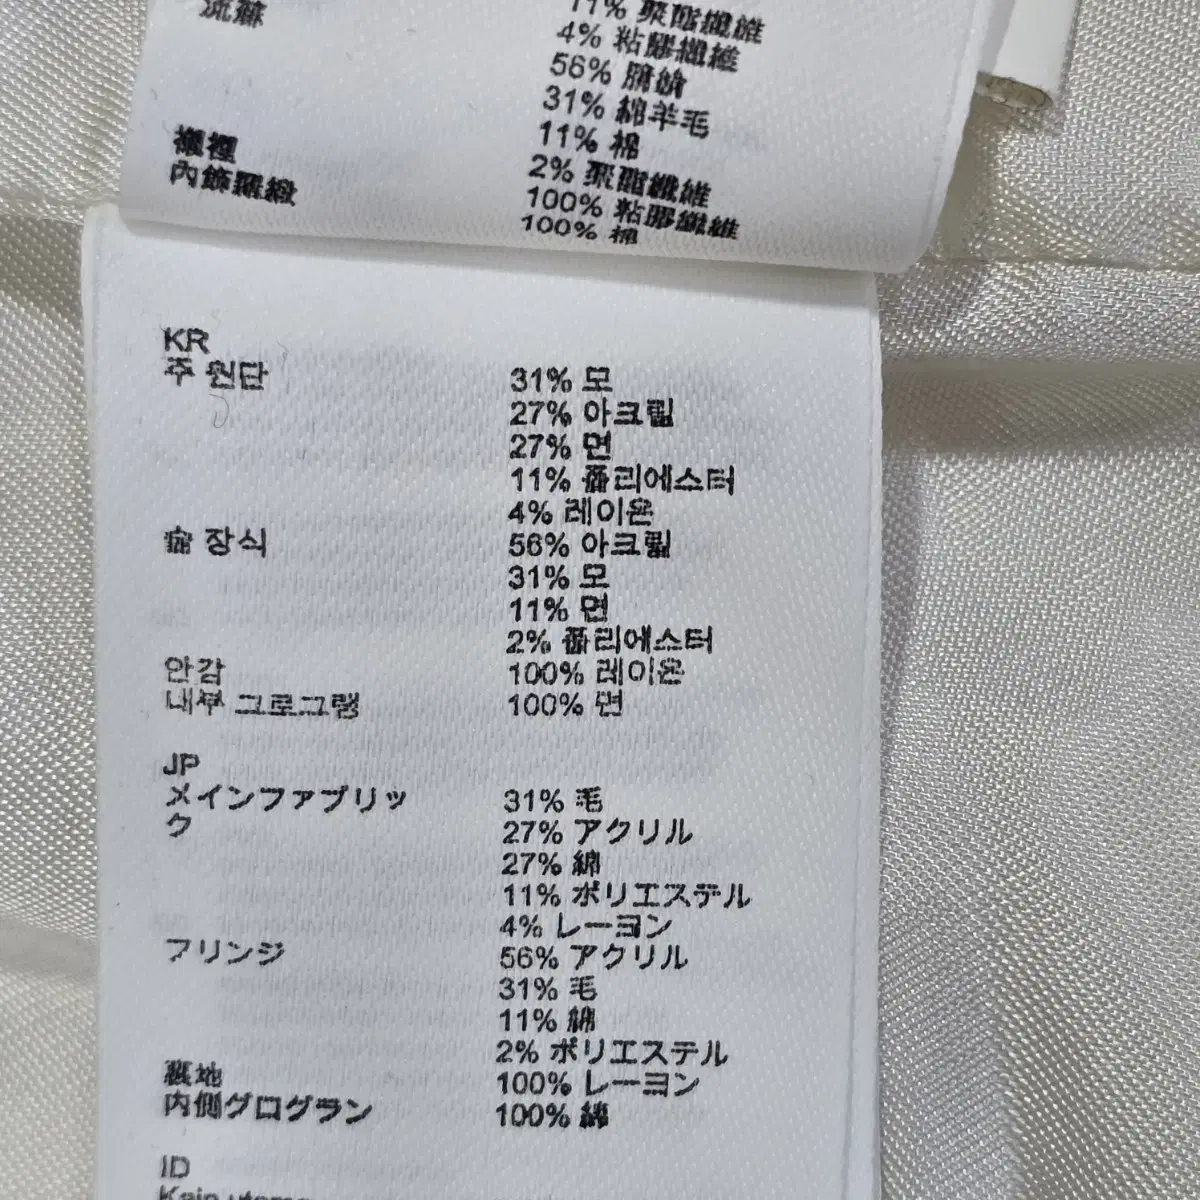 流蘇
11% 聚酯纖維
4% 粘膠纖維
56% 腈綸
31% 綿羊毛
11% 棉
2% 聚酯纖維
襯裡 100% 粘膠纖維
內飾羅緞 100% 棉
KR
주 원단 31% 모
27% 아크릴
27% 면
11% 폴리에스터
4% 레이온
술 장식 56% 아크릴
31% 모
11% 면
2% 폴리에스터
안감 100% 레이온
내부 그로그랭 100% 면
JP
メインファブリッ 31% 毛
ク 27% アクリル
27% 綿
11% ポリエステル
4% レーヨン
フリンジ 56% アクリル
31% 毛
11% 綿
2% ポリエステル
裏地 100% レーヨン
内側グログラン 100% 綿
ID
Kain utama